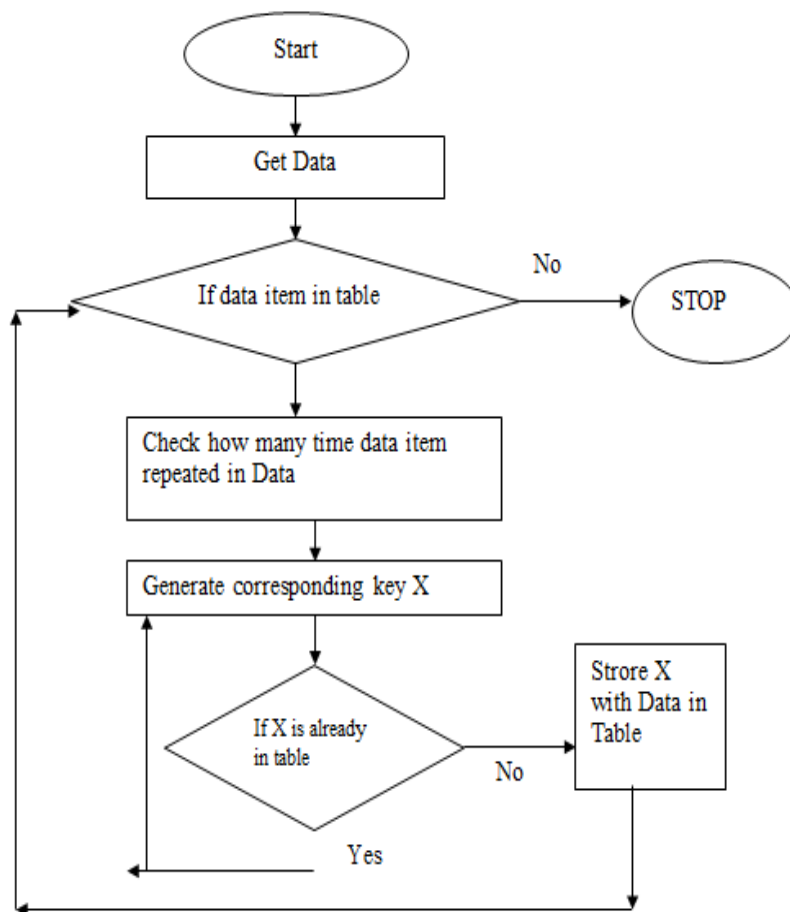 Start
Get Data
If data item in table
No
STOP
Check how many time data item
repeated in Data
Generate corresponding key X
If X is already
in table
No
Strore X
with Data in
Table
Yes